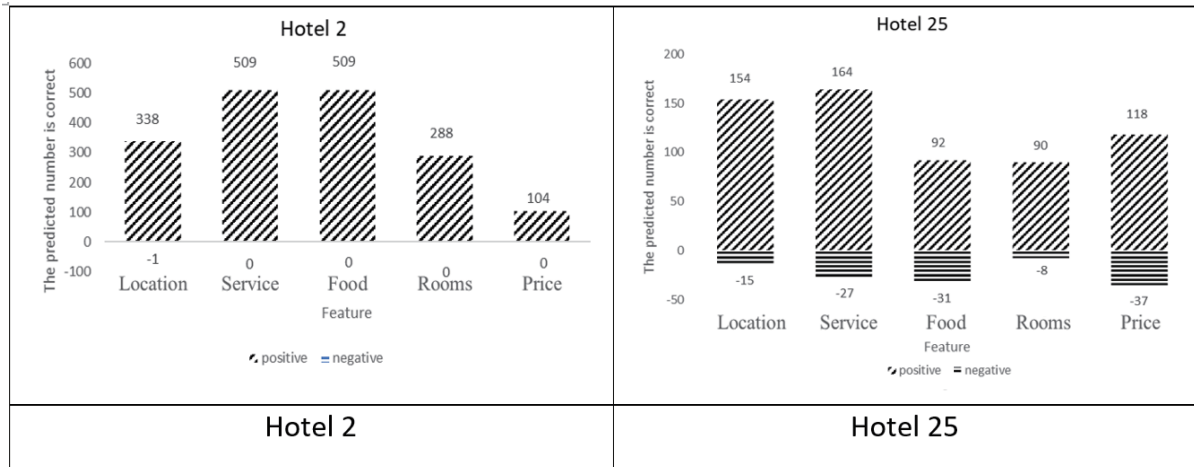 Hotel 2
The predicted number is correct
600
500
400
300
200
100
0
-100
338
509
509
288
104
-1
0
0
0
0
Location
Service
Food
Rooms
Price
Feature
positive
negative
Hotel 25
The predicted number is correct
200
150
100
50
0
-50
154
164
92
90
118
-15
-27
-31
-8
-37
Location
Service
Food
Rooms
Price
Feature
positive
negative
Hotel 2
Hotel 25